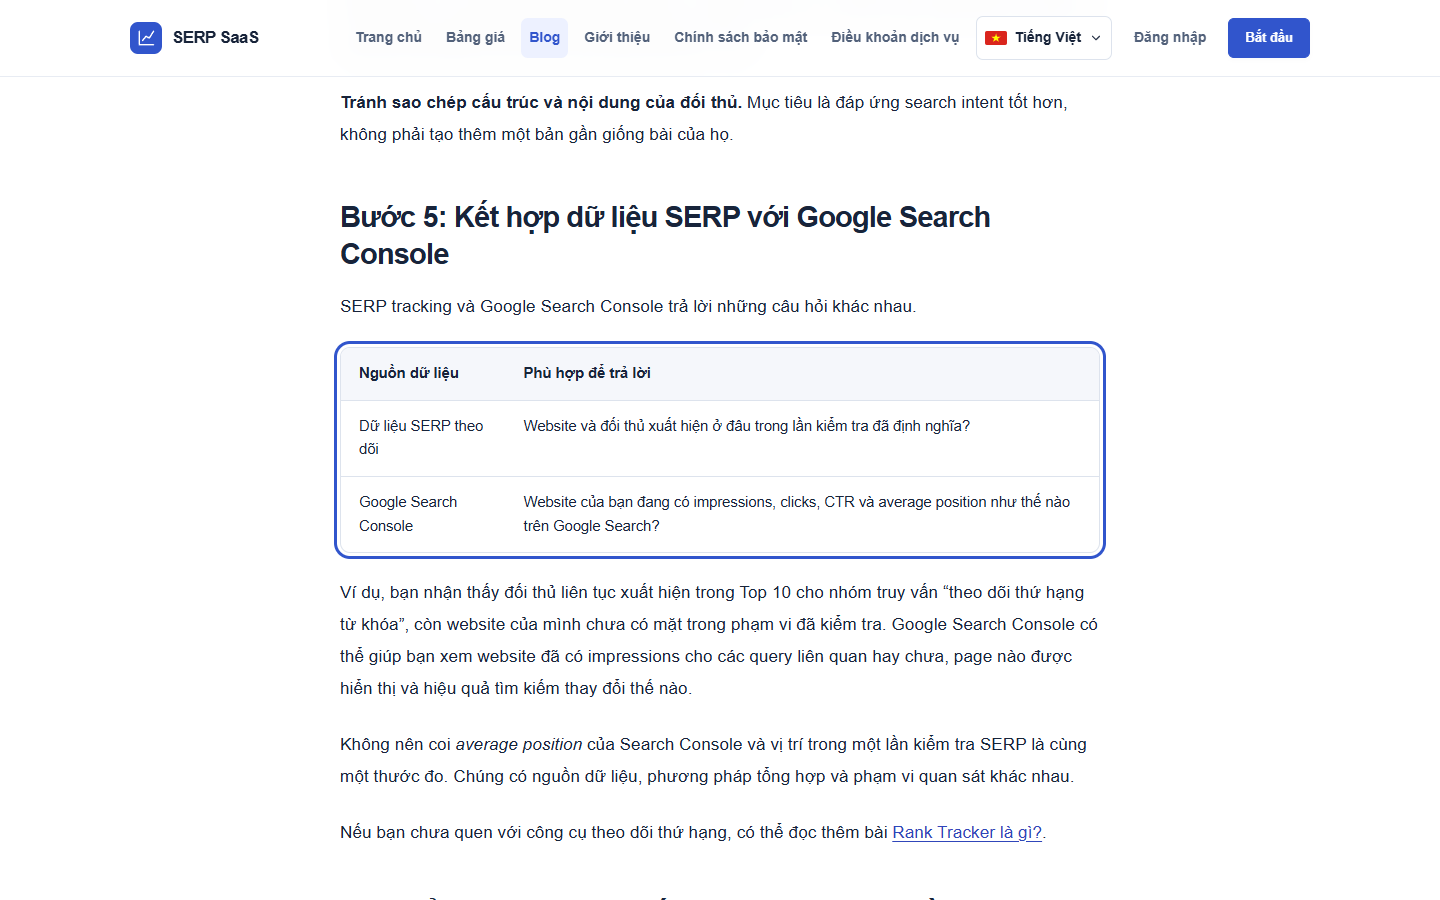 SERP SaaS
Trang chủ
Bảng giá
Blog
Giới thiệu
Chính sách bảo mật
Điều khoản dịch vụ
Tiếng Việt
Đăng nhập
Bắt đầu
Tránh sao chép cấu trúc và nội dung của đối thủ. Mục tiêu là đáp ứng search intent tốt hơn,
không phải tạo thêm một bản gần giống bài của họ.
Bước 5: Kết hợp dữ liệu SERP với Google Search
Console
SERP tracking và Google Search Console trả lời những câu hỏi khác nhau.
Nguồn dữ liệu
Phù hợp để trả lời
Dữ liệu SERP theo
dõi
Website và đối thủ xuất hiện ở đâu trong lần kiểm tra đã định nghĩa?
Google Search
Console
Website của bạn đang có impressions, clicks, CTR và average position như thế nào
trên Google Search?
Ví dụ, bạn nhận thấy đối thủ liên tục xuất hiện trong Top 10 cho nhóm truy vấn “theo dõi thứ hạng
từ khóa”, còn website của mình chưa có mặt trong phạm vi đã kiểm tra. Google Search Console có
thể giúp bạn xem website đã có impressions cho các query liên quan hay chưa, page nào được
hiển thị và hiệu quả tìm kiếm thay đổi thế nào.
Không nên coi average position của Search Console và vị trí trong một lần kiểm tra SERP là cùng
một thước đo. Chúng có nguồn dữ liệu, phương pháp tổng hợp và phạm vi quan sát khác nhau.
Nếu bạn chưa quen với công cụ theo dõi thứ hạng, có thể đọc thêm bài Rank Tracker là gì?.